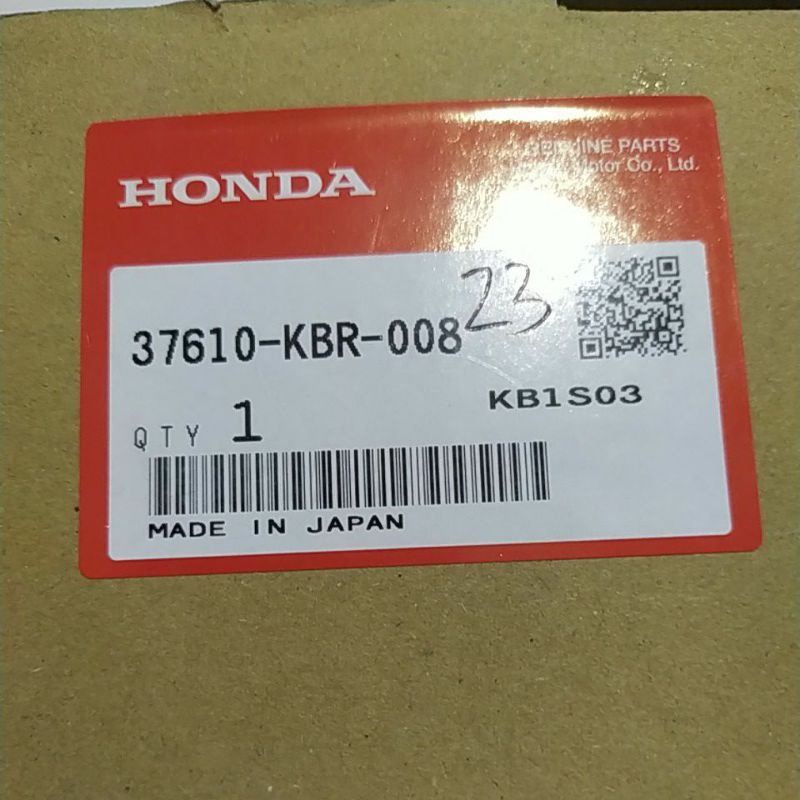 HONDA
GENUINE PARTS
Motor Co., Ltd.
23
37610-KBR-008
KB1S03
QTY 1
MADE IN JAPAN